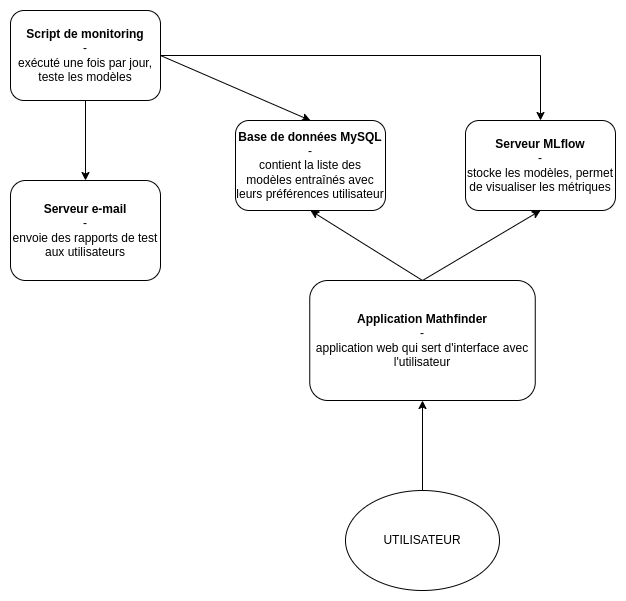 Script de monitoring
-
exécuté une fois par jour,
teste les modèles
Base de données MySQL
-
contient la liste des
modèles entraînés avec
leurs préférences utilisateur
Serveur MLflow
-
stocke les modèles, permet
de visualiser les métriques
Serveur e-mail
-
envoie des rapports de test
aux utilisateurs
Application Mathfinder
-
application web qui sert d'interface avec
l'utilisateur
UTILISATEUR